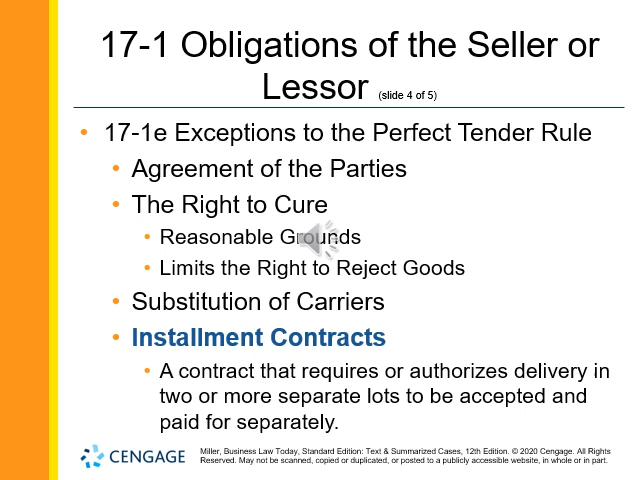 17-1 Obligations of the Seller or
Lessor (slide 4 of 5)
• 17-1e Exceptions to the Perfect Tender Rule
• Agreement of the Parties
• The Right to Cure
• Reasonable Grounds
• Limits the Right to Reject Goods
• Substitution of Carriers
• Installment Contracts
• A contract that requires or authorizes delivery in
two or more separate lots to be accepted and
paid for separately.
CENGAGE
Miller, Business Law Today, Standard Edition: Text & Summarized Cases, 12th Edition. © 2020 Cengage. All Rights
Reserved. May not be scanned, copied or duplicated, or posted to a publicly accessible website, in whole or in part.